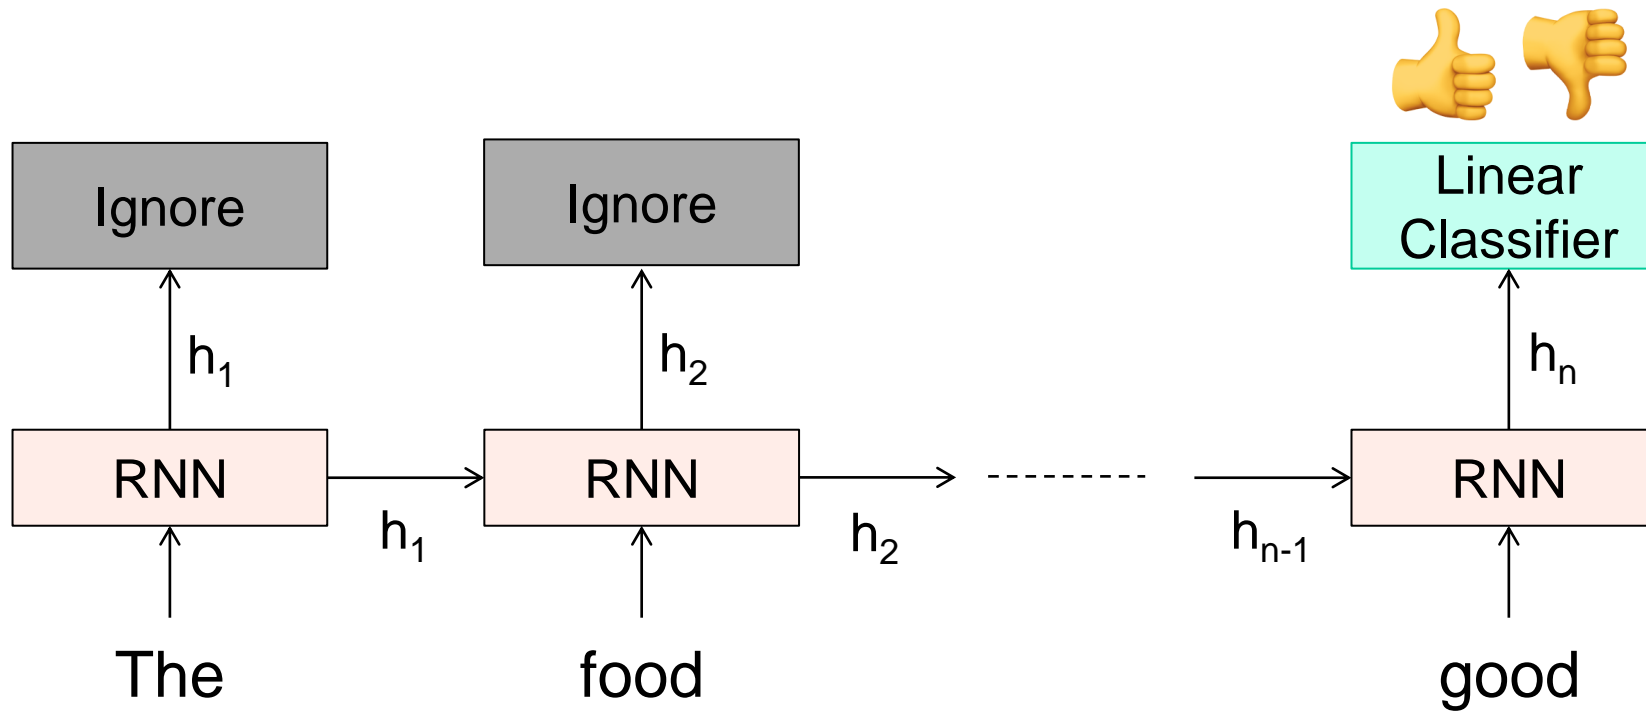 Ignore
Ignore
Linear
Classifier
h₁
h₂
hₙ
RNN
RNN
RNN
h₁
h₂
hₙ₋₁
The
food
good